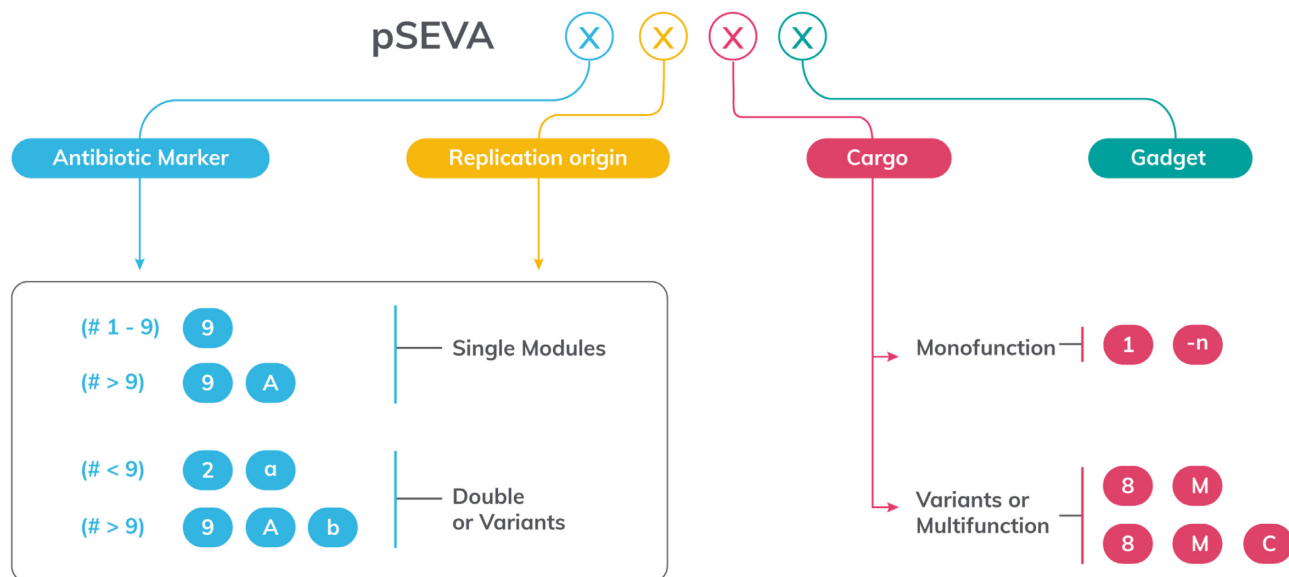 pSEVA X X X X
Antibiotic Marker
Replication origin
Cargo
Gadget
(# 1 - 9) 9
(# > 9) 9 A
Single Modules
(# < 9) 2 a
(# > 9) 9 A b
Double
or Variants
Monofunction
1 -n
Variants or
Multifunction
8 M
8 M C